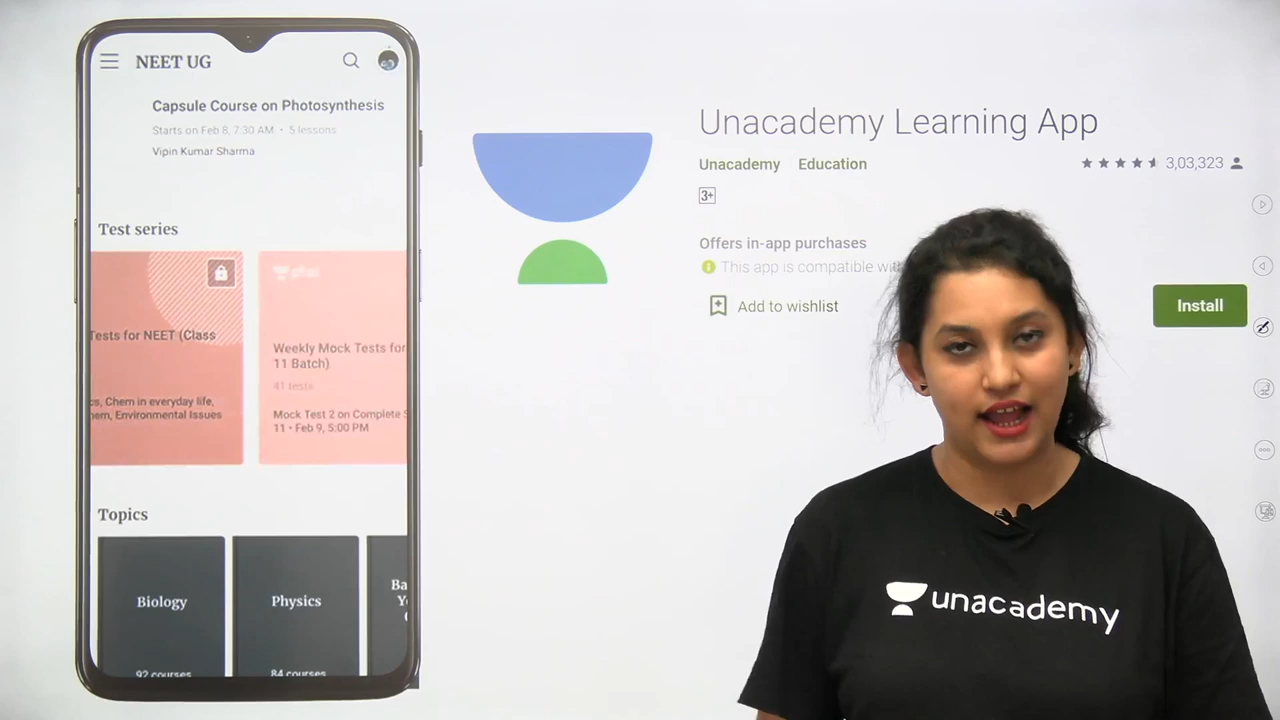 NEET UG
Capsule Course on Photosynthesis
Starts on Feb 8, 7:30 AM • 5 lessons
Vipin Kumar Sharma
Test series
Tests for NEET (Class
cs, Chem in everyday life,
hem, Environmental Issues
plus
Weekly Mock Tests for
11 Batch)
41 tests
Mock Test 2 on Complete S
11 • Feb 9, 5:00 PM
Topics
Biology
92 courses
Physics
84 courses
Ba
Unacademy Learning App
Unacademy Education
3,03,323
3+
Offers in-app purchases
This app is compatible with
Add to wishlist
Install
unacademy